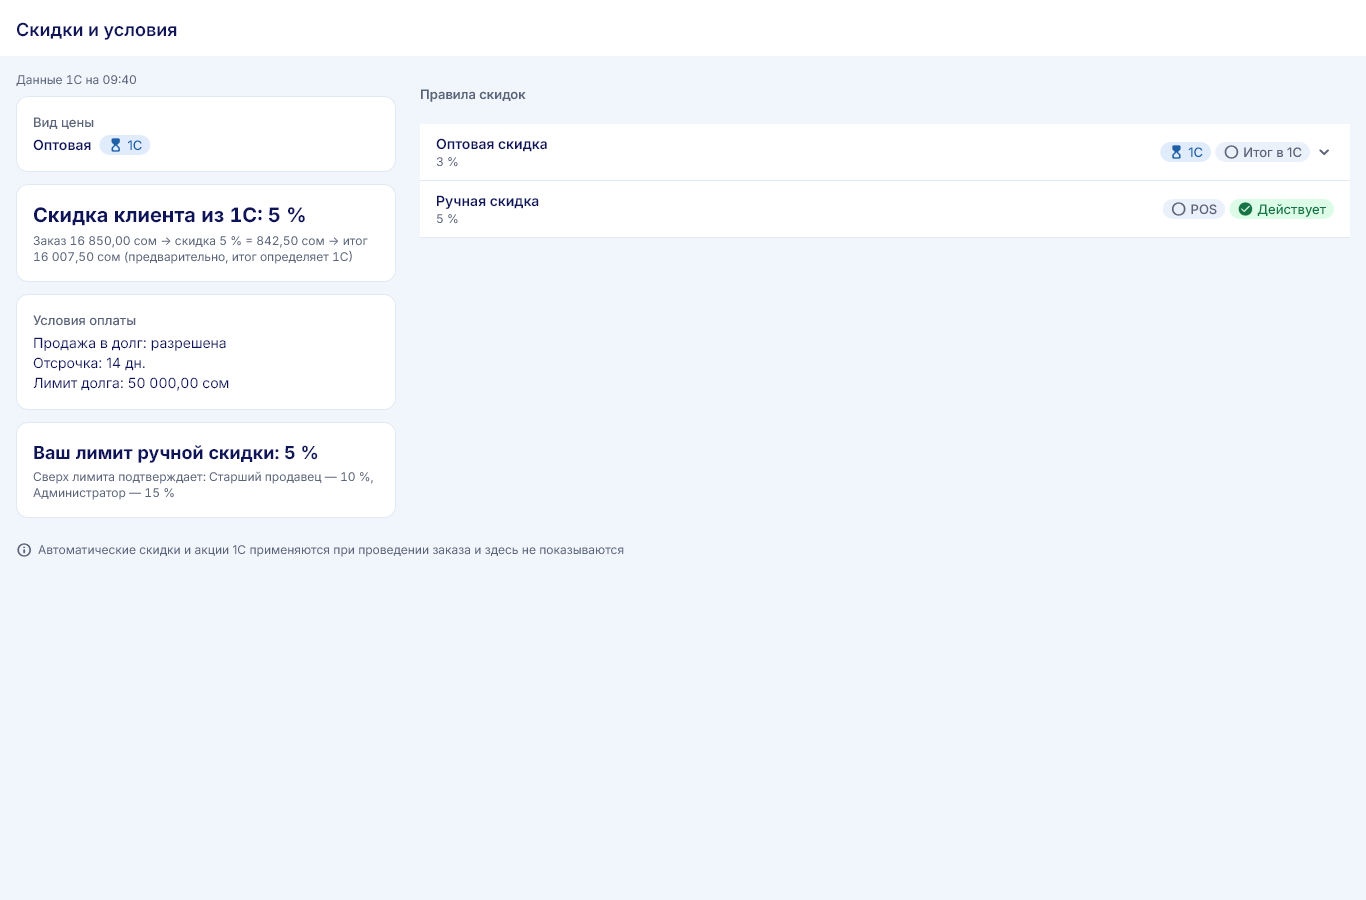 Скидки и условия
Данные 1С на 09:40
Вид цены
Оптовая 1С
Скидка клиента из 1С: 5 %
Заказ 16 850,00 сом → скидка 5 % = 842,50 сом → итог
16 007,50 сом (предварительно, итог определяет 1С)
Условия оплаты
Продажа в долг: разрешена
Отсрочка: 14 дн.
Лимит долга: 50 000,00 сом
Ваш лимит ручной скидки: 5 %
Сверх лимита подтверждает: Старший продавец — 10 %,
Администратор — 15 %
Правила скидок
Оптовая скидка
3 %
1С Итог в 1С
Ручная скидка
5 %
POS Действует
Автоматические скидки и акции 1С применяются при проведении заказа и здесь не показываются